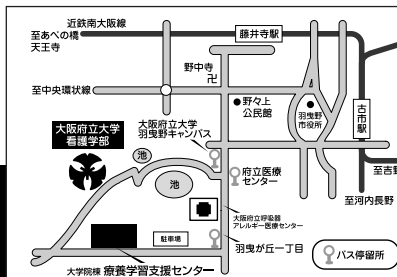 近鉄南大阪線
至あべの橋
天王寺
藤井寺駅
野中寺
卍
至中央環状線
野々上
公民館
羽曳野
市役所
古市駅
大阪府立大学
羽曳野キャンパス
大阪府立大学
看護学部
池
池
府立医療
センター
至吉野
至河内長野
大阪府立呼吸器
アレルギー医療センター
駐車場
羽曳が丘一丁目
バス停留所
大学院棟 療養学習支援センター